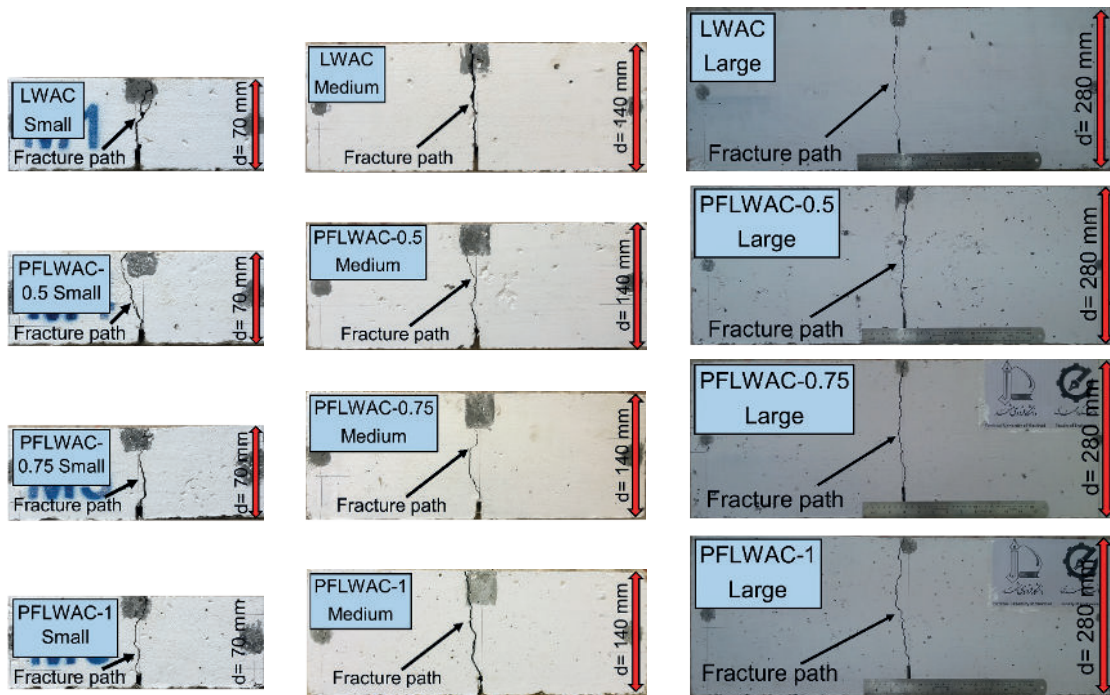 LWAC
Small
Fracture path
d= 70 mm
LWAC
Medium
Fracture path
d= 140 mm
LWAC
Large
Fracture path
d= 280 mm
PFLWAC-
0.5 Small
Fracture path
d= 70 mm
PFLWAC-0.5
Medium
Fracture path
d= 140 mm
PFLWAC-0.5
Large
Fracture path
d= 280 mm
PFLWAC-
0.75 Small
Fracture path
d= 70 mm
PFLWAC-0.75
Medium
Fracture path
d= 140 mm
PFLWAC-0.75
Large
Fracture path
d= 280 mm
PFLWAC-1
Small
Fracture path
d= 70 mm
PFLWAC-1
Medium
Fracture path
d= 140 mm
PFLWAC-1
Large
Fracture path
d= 280 mm